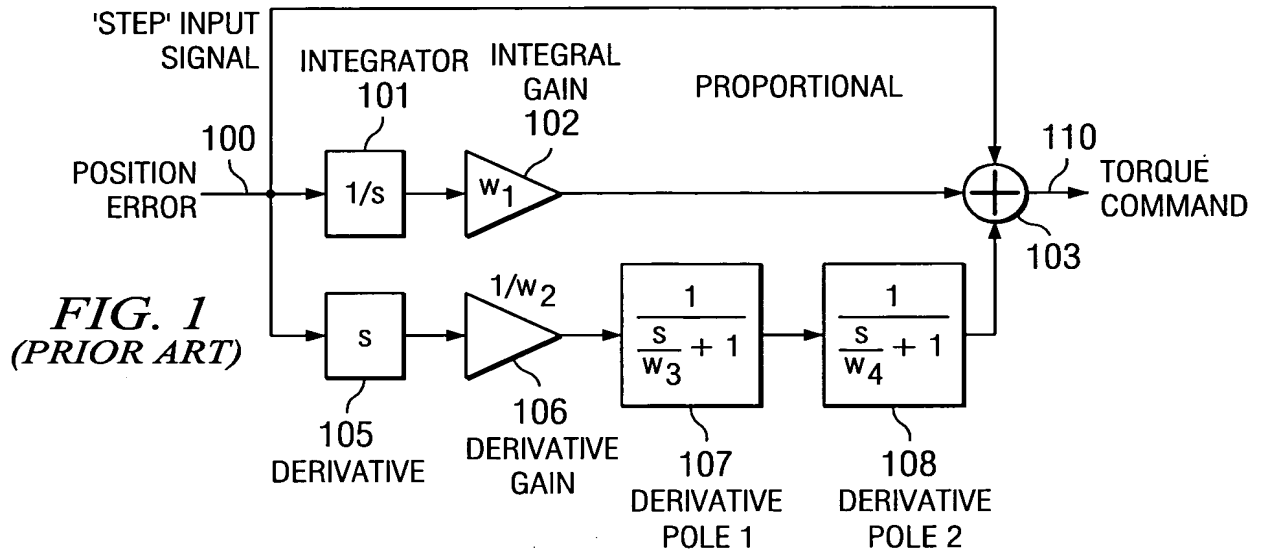 'STEP' INPUT
SIGNAL
INTEGRATOR
101
INTEGRAL
GAIN
102
PROPORTIONAL
100
POSITION
ERROR
1/s
w1
110
TORQUE
COMMAND
103
FIG. 1
(PRIOR ART)
s
1/w2
1
s
w3
+ 1
1
s
w4
+ 1
105
DERIVATIVE
106
DERIVATIVE
GAIN
107
DERIVATIVE
POLE 1
108
DERIVATIVE
POLE 2